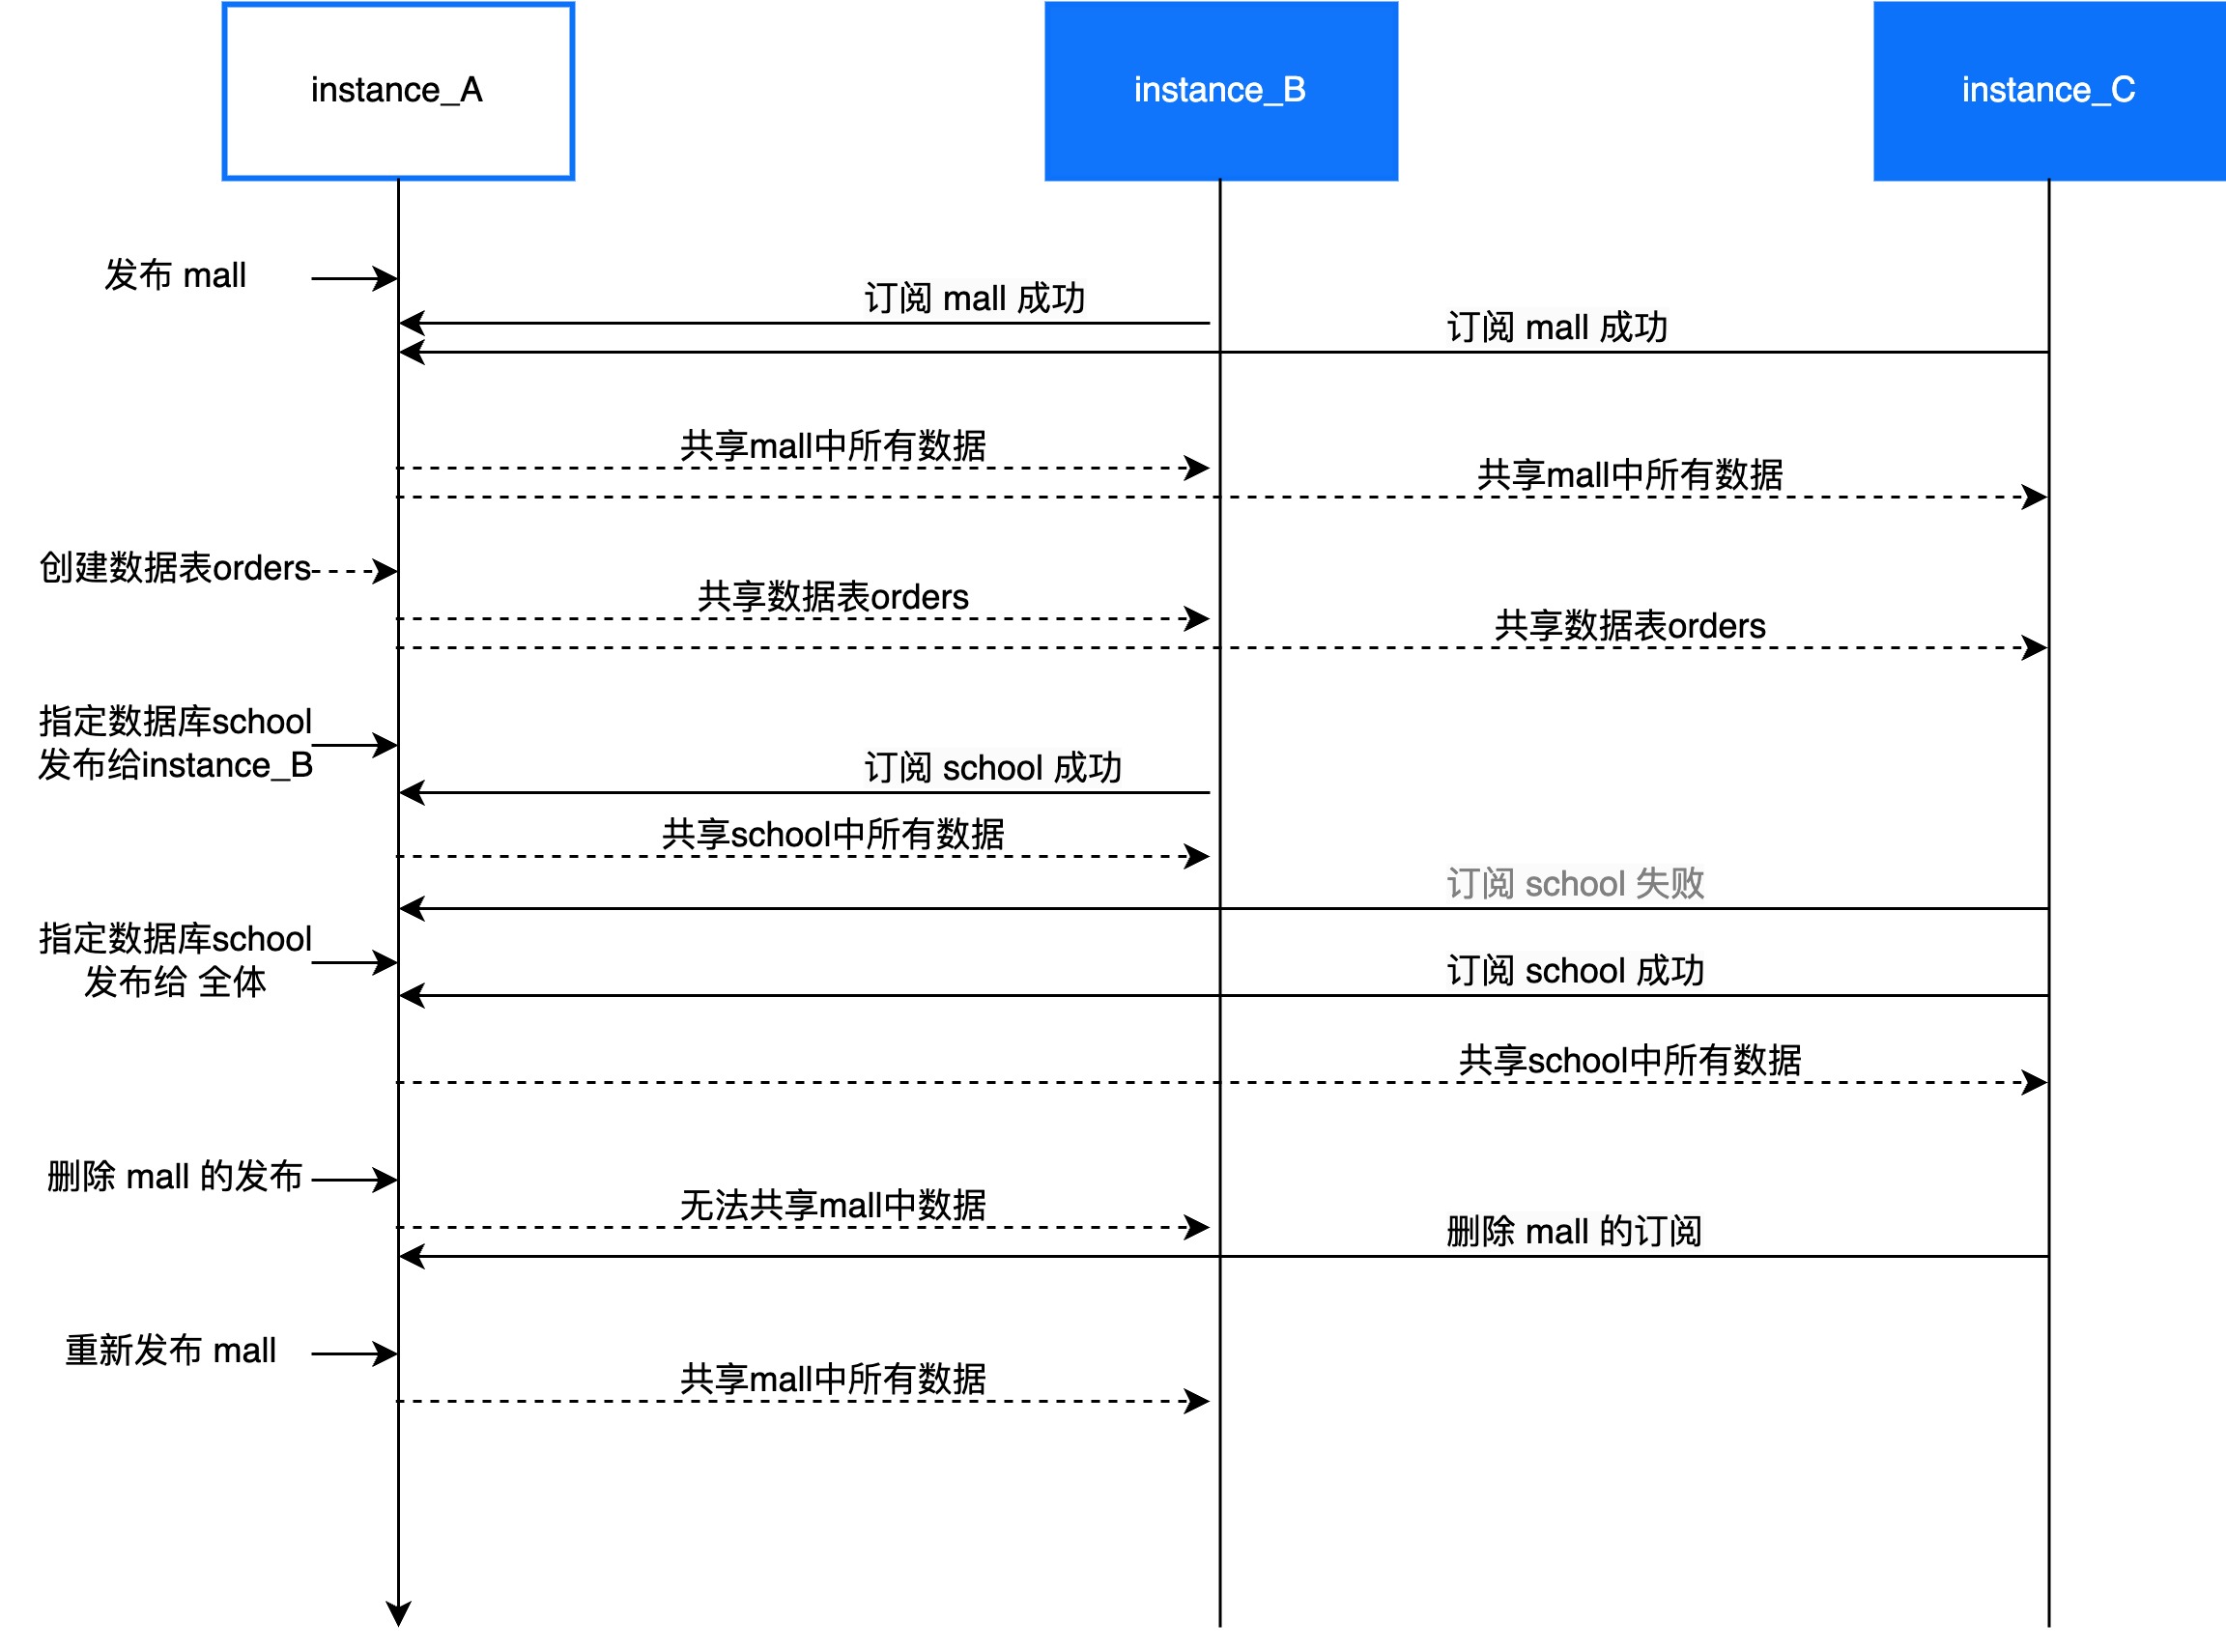 instance_A
instance_B
instance_C
发布 mall
订阅 mall 成功
订阅 mall 成功
共享mall中所有数据
共享mall中所有数据
创建数据表orders
共享数据表orders
共享数据表orders
指定数据库school
发布给instance_B
订阅 school 成功
共享school中所有数据
订阅 school 失败
指定数据库school
发布给 全体
订阅 school 成功
共享school中所有数据
删除 mall 的发布
无法共享mall中数据
删除 mall 的订阅
重新发布 mall
共享mall中所有数据